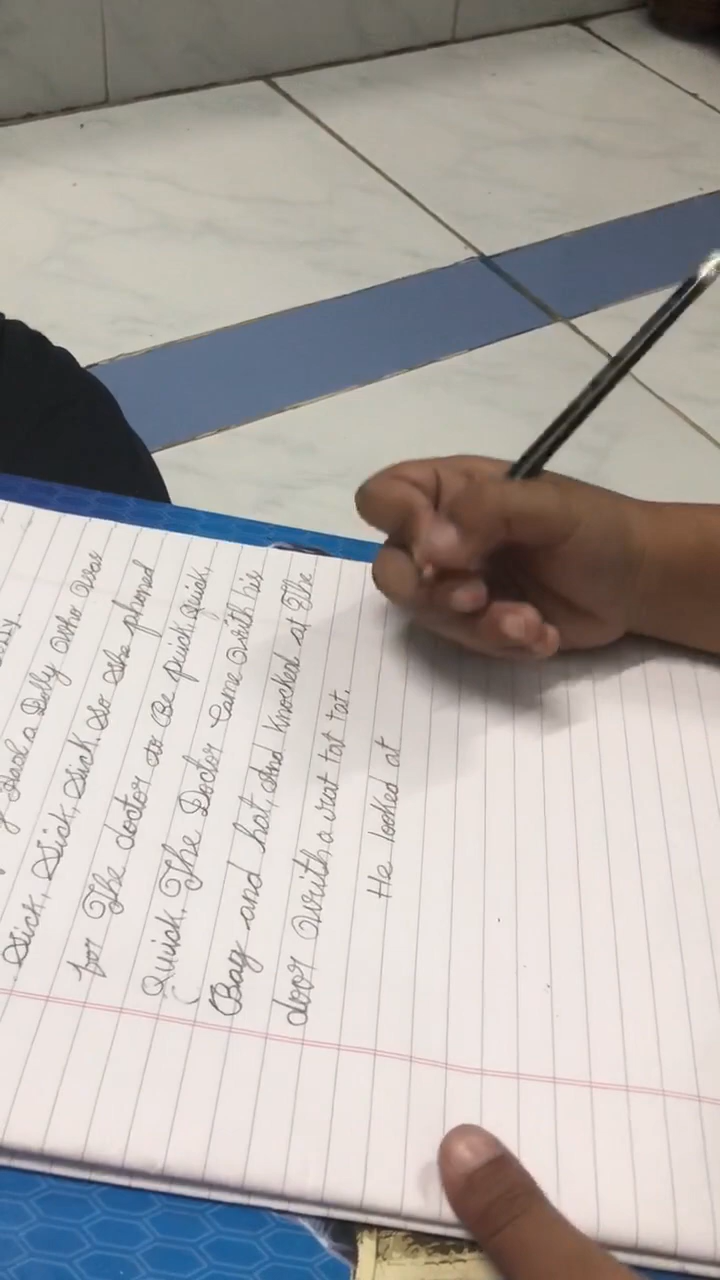 Had a Dolly who was
Sick, Sick, Sick So She phoned
for The doctor to Be quick quick,
Quick, The Doctor Came with his
Bag and hat, And Knocked at The
door with a rat tat tat.
He looked at